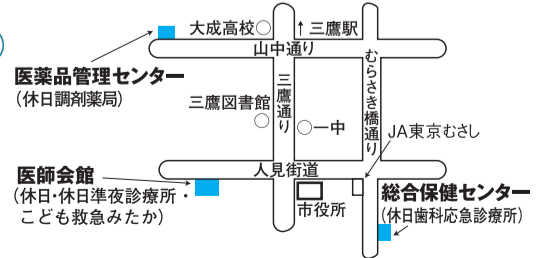 大成高校
↑三鷹駅
山中通り
医薬品管理センター
(休日調剤薬局)
三鷹通り
むらさき橋通り
三鷹図書館
一中
JA東京むさし
人見街道
医師会館
(休日・休日準夜診療所・
こども救急みたか)
市役所
総合保健センター
(休日歯科応急診療所)